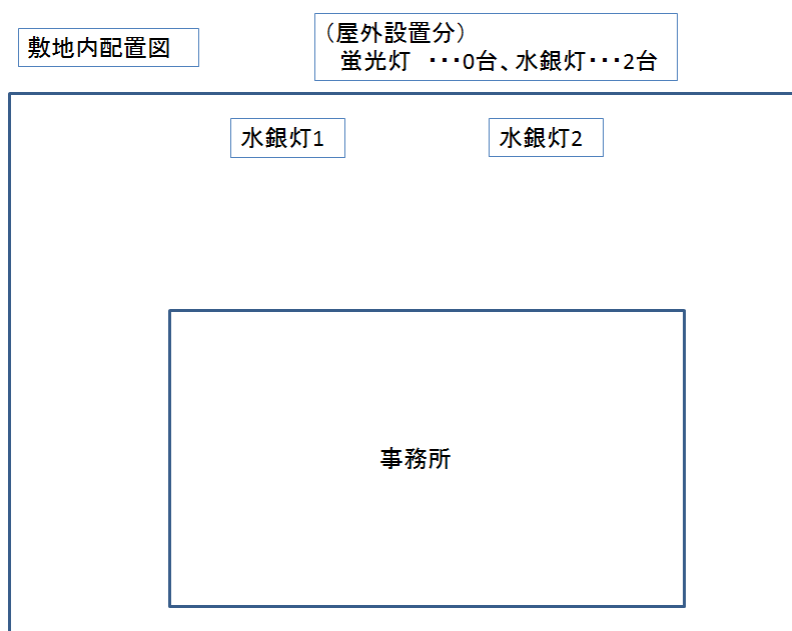 敷地内配置図
（屋外設置分）
蛍光灯　・・・0台、水銀灯・・・2台
水銀灯1
水銀灯2
事務所